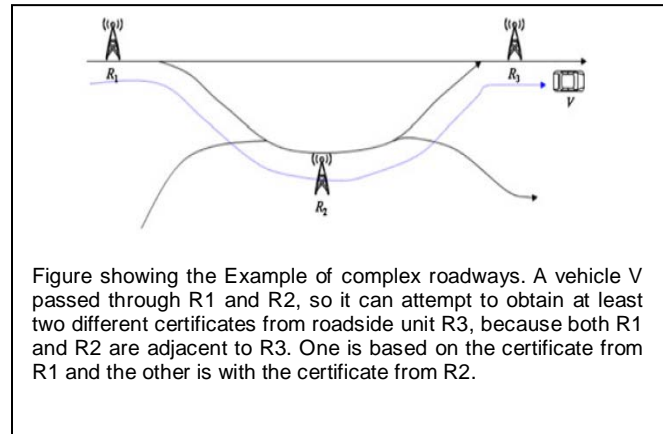 R1
R3
V
R2
Figure showing the Example of complex roadways. A vehicle V
passed through R1 and R2, so it can attempt to obtain at least
two different certificates from roadside unit R3, because both R1
and R2 are adjacent to R3. One is based on the certificate from
R1 and the other is with the certificate from R2.